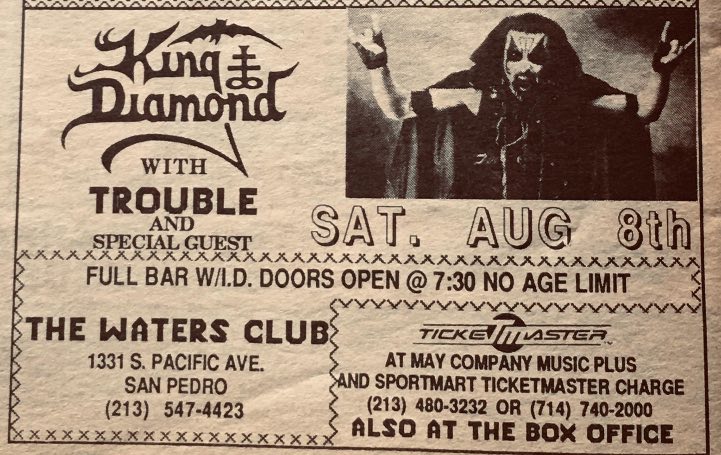 King
Diamond
WITH
TROUBLE
AND
SPECIAL GUEST
SAT. AUG 8th
FULL BAR W/I.D. DOORS OPEN @ 7:30 NO AGE LIMIT
THE WATERS CLUB
1331 S. PACIFIC AVE.
SAN PEDRO
(213) 547-4423
TICKETMASTER
AT MAY COMPANY MUSIC PLUS
AND SPORTMART TICKETMASTER CHARGE
(213) 480-3232 OR (714) 740-2000
ALSO AT THE BOX OFFICE